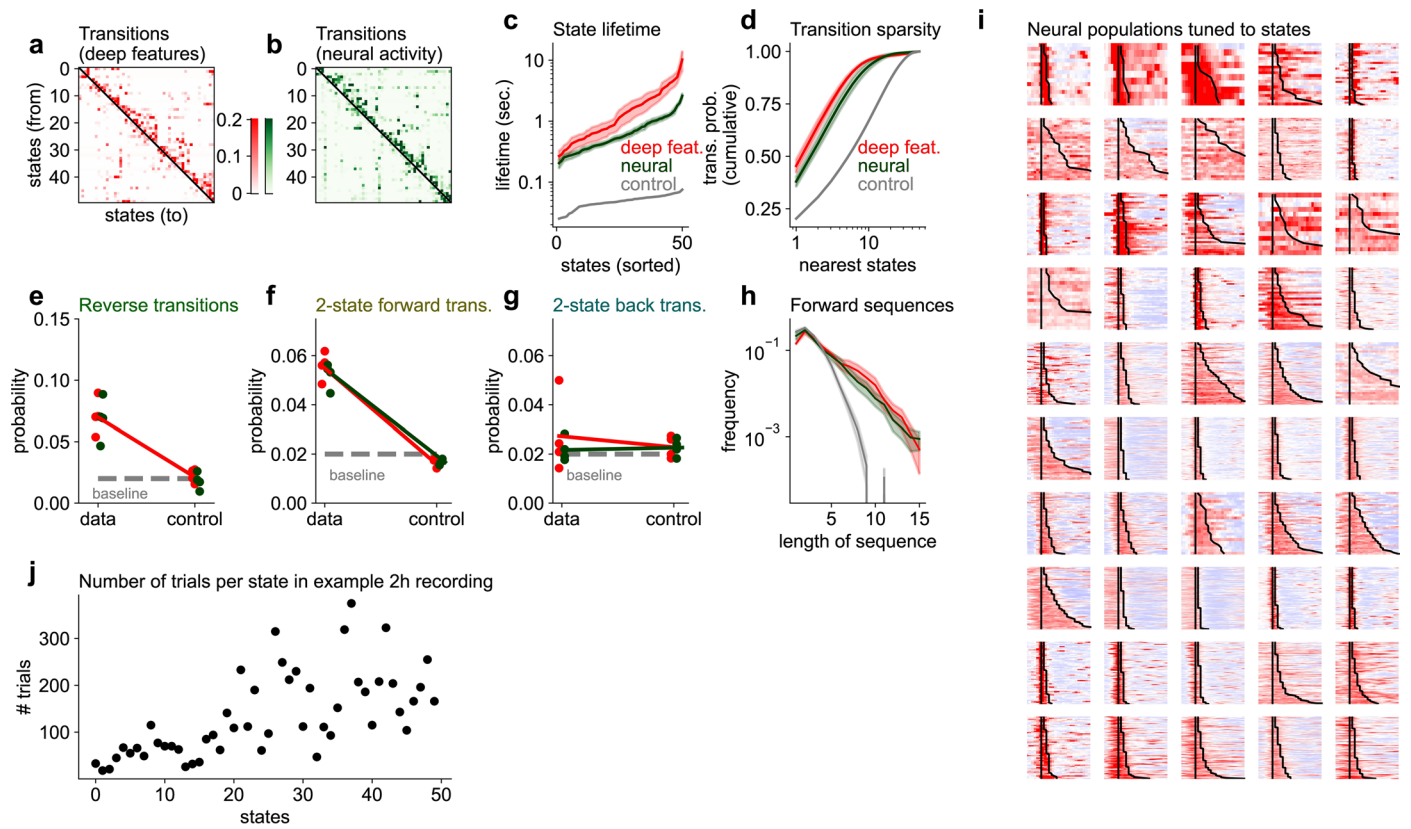 a
Transitions
(deep features)
states (from)
0
10
20
30
40
states (to)
0.2
0.1
0
b
Transitions
(neural activity)
0
10
20
30
40
c
State lifetime
lifetime (sec.)
10
1
0.1
deep feat.
neural
control
0
50
states (sorted)
d
Transition sparsity
trans. prob.
(cumulative)
1.00
0.75
0.50
0.25
deep feat.
neural
control
1
10
nearest states
e
Reverse transitions
probability
0.15
0.10
0.05
0.00
baseline
data
control
f
2-state forward trans.
probability
0.06
0.04
0.02
0.00
baseline
data
control
g
2-state back trans.
probability
0.06
0.04
0.02
0.00
baseline
data
control
h
Forward sequences
frequency
10⁻¹
10⁻³
5
10
15
length of sequence
i
Neural populations tuned to states
j
Number of trials per state in example 2h recording
# trials
300
200
100
0
10
20
30
40
50
states